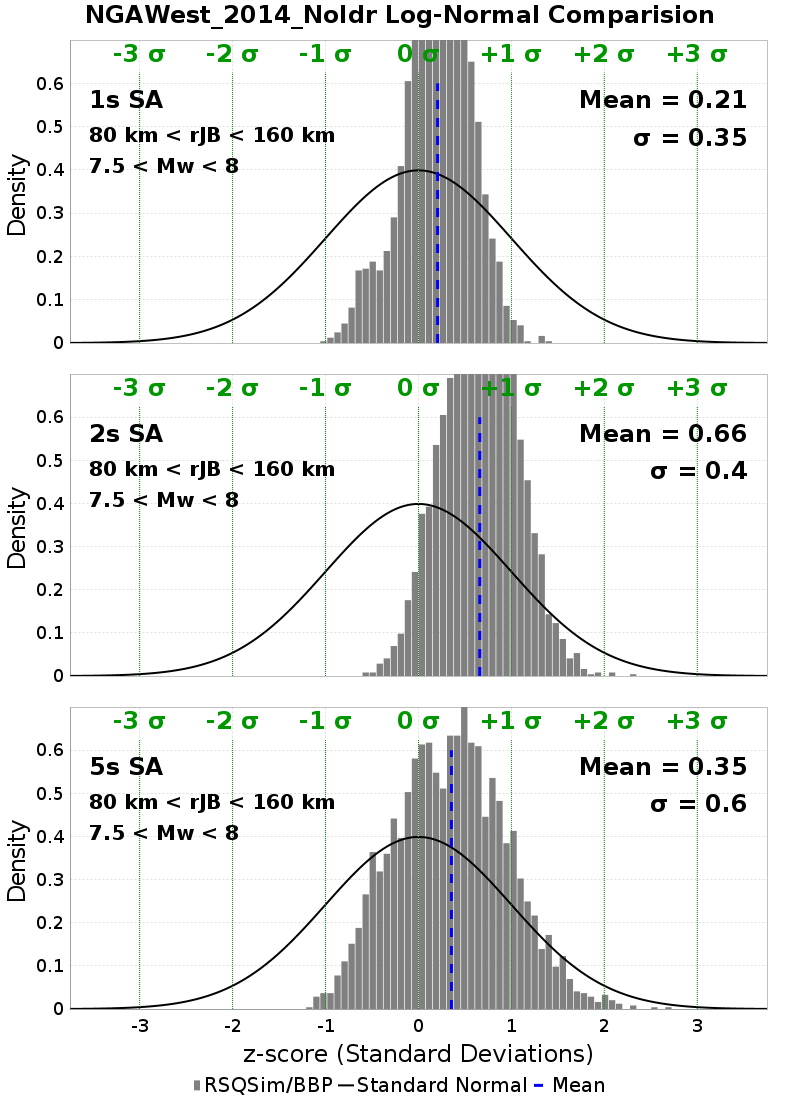 NGAWest_2014_NoIdr Log-Normal Comparision
-3 σ -2 σ -1 σ 0 σ +1 σ +2 σ +3 σ
0.6
0.5
0.4
0.3
0.2
0.1
0
Density
1s SA
80 km < rJB < 160 km
7.5 < Mw < 8
Mean = 0.21
σ = 0.35
-3 σ -2 σ -1 σ 0 σ +1 σ +2 σ +3 σ
0.6
0.5
0.4
0.3
0.2
0.1
0
Density
2s SA
80 km < rJB < 160 km
7.5 < Mw < 8
Mean = 0.66
σ = 0.4
-3 σ -2 σ -1 σ 0 σ +1 σ +2 σ +3 σ
0.6
0.5
0.4
0.3
0.2
0.1
0
Density
5s SA
80 km < rJB < 160 km
7.5 < Mw < 8
Mean = 0.35
σ = 0.6
-3 -2 -1 0 1 2 3
z-score (Standard Deviations)
RSQSim/BBP Standard Normal Mean